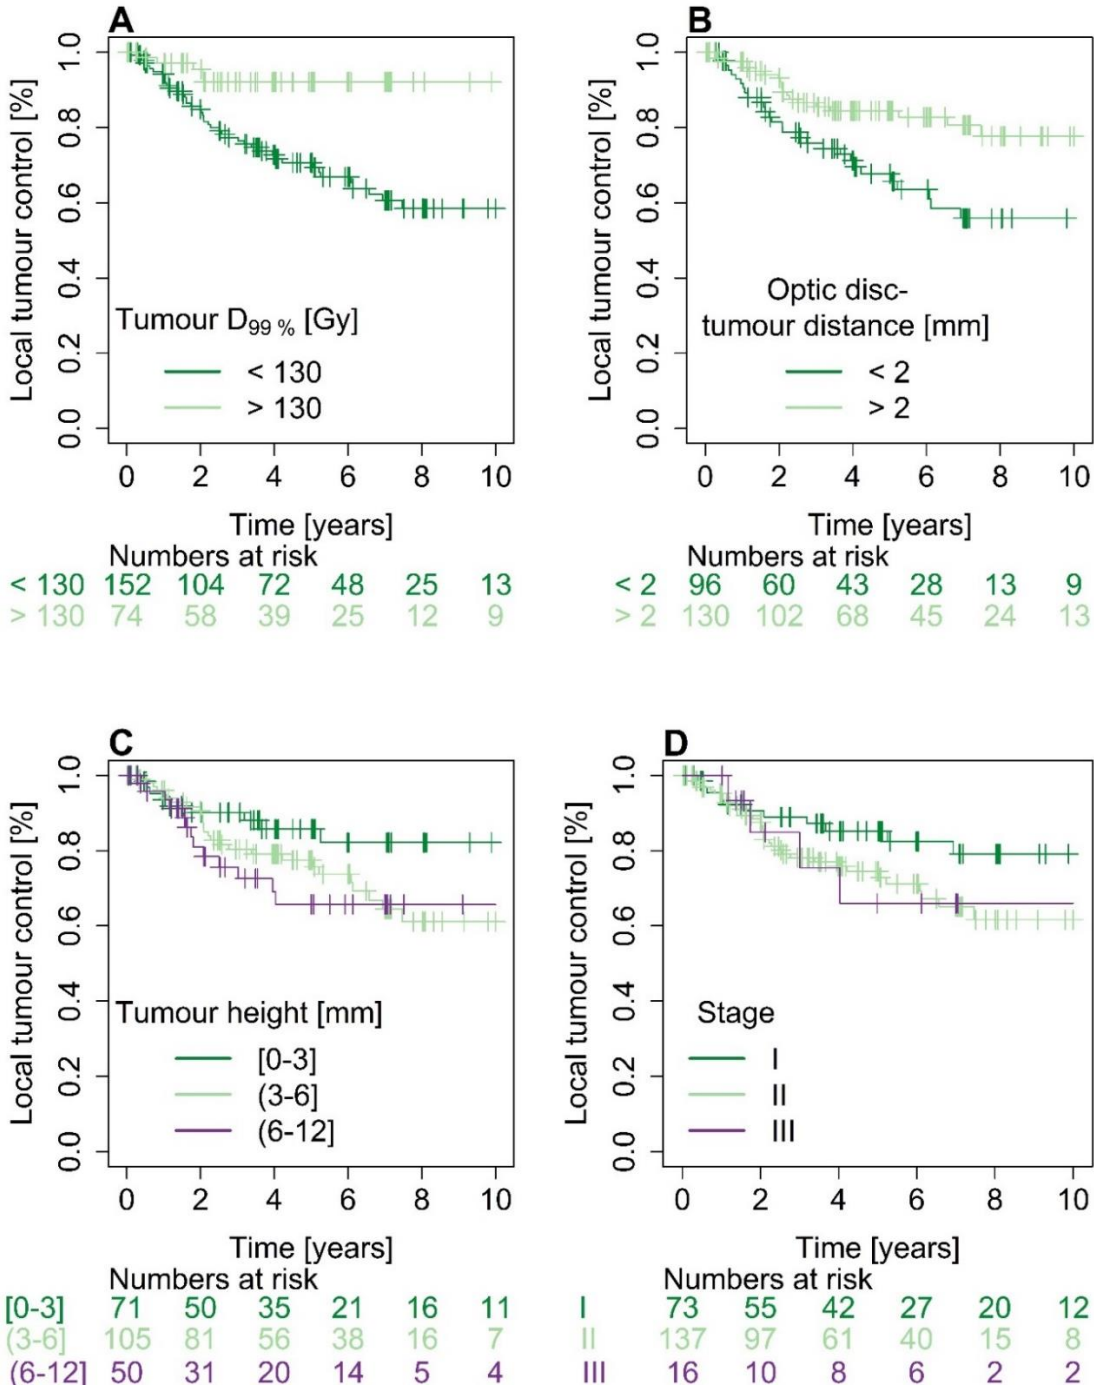 A
Local tumour control [%]
1.0
0.8
0.6
0.4
0.2
0.0
Tumour D99 % [Gy]
< 130
> 130
0 2 4 6 8 10
Time [years]
Numbers at risk
< 130 152 104 72 48 25 13
> 130 74 58 39 25 12 9
B
Local tumour control [%]
1.0
0.8
0.6
0.4
0.2
0.0
Optic disc-
tumour distance [mm]
< 2
> 2
0 2 4 6 8 10
Time [years]
Numbers at risk
< 2 96 60 43 28 13 9
> 2 130 102 68 45 24 13
C
Local tumour control [%]
1.0
0.8
0.6
0.4
0.2
0.0
Tumour height [mm]
[0-3]
(3-6]
(6-12]
0 2 4 6 8 10
Time [years]
Numbers at risk
[0-3] 71 50 35 21 16 11
(3-6] 105 81 56 38 16 7
(6-12] 50 31 20 14 5 4
D
Local tumour control [%]
1.0
0.8
0.6
0.4
0.2
0.0
Stage
I
II
III
0 2 4 6 8 10
Time [years]
Numbers at risk
I 73 55 42 27 20 12
II 137 97 61 40 15 8
III 16 10 8 6 2 2